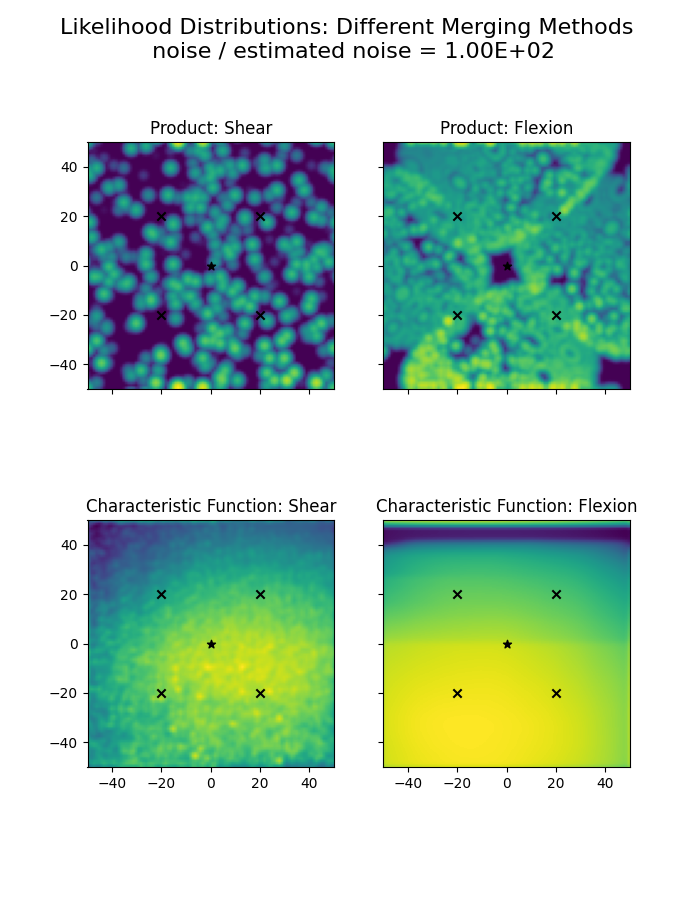 Likelihood Distributions: Different Merging Methods
noise / estimated noise = 1.00E+02
Product: Shear
Product: Flexion
40
20
0
−20
−40
Characteristic Function: Shear
Characteristic Function: Flexion
40
20
0
−20
−40
−40 −20 0 20 40
−40 −20 0 20 40